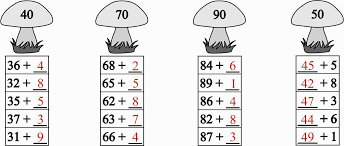 40 70 90 50
36 + 4 68 + 2 84 + 6 45 + 5
32 + 8 65 + 5 89 + 1 42 + 8
35 + 5 62 + 8 86 + 4 47 + 3
37 + 3 63 + 7 82 + 8 44 + 6
31 + 9 66 + 4 87 + 3 49 + 1